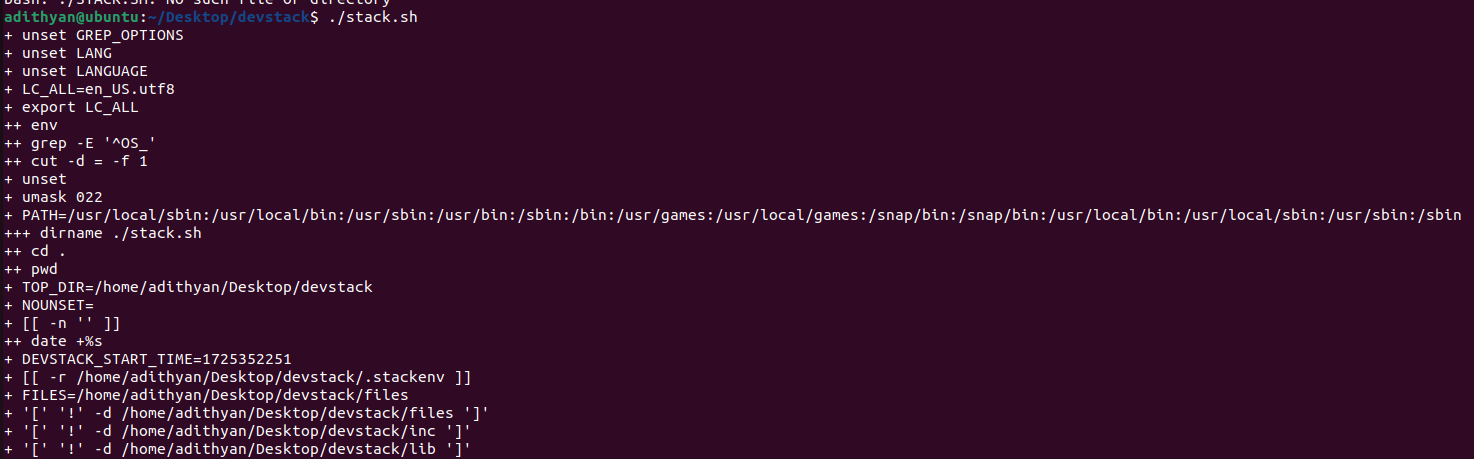 bash: ./STACK.SH: No such file or directory
adithyan@ubuntu:~/Desktop/devstack$ ./stack.sh
+ unset GREP_OPTIONS
+ unset LANG
+ unset LANGUAGE
+ LC_ALL=en_US.utf8
+ export LC_ALL
++ env
++ grep -E '^OS_'
++ cut -d = -f 1
+ unset
+ umask 022
+ PATH=/usr/local/sbin:/usr/local/bin:/usr/sbin:/usr/bin:/sbin:/bin:/usr/games:/usr/local/games:/snap/bin:/snap/bin:/usr/local/bin:/usr/local/sbin:/usr/sbin:/sbin
+++ dirname ./stack.sh
++ cd .
++ pwd
+ TOP_DIR=/home/adithyan/Desktop/devstack
+ NOUNSET=
+ [[ -n '' ]]
++ date +%s
+ DEVSTACK_START_TIME=1725352251
+ [[ -r /home/adithyan/Desktop/devstack/.stackenv ]]
+ FILES=/home/adithyan/Desktop/devstack/files
+ '[' '!' -d /home/adithyan/Desktop/devstack/files ']'
+ '[' '!' -d /home/adithyan/Desktop/devstack/inc ']'
+ '[' '!' -d /home/adithyan/Desktop/devstack/lib ']'